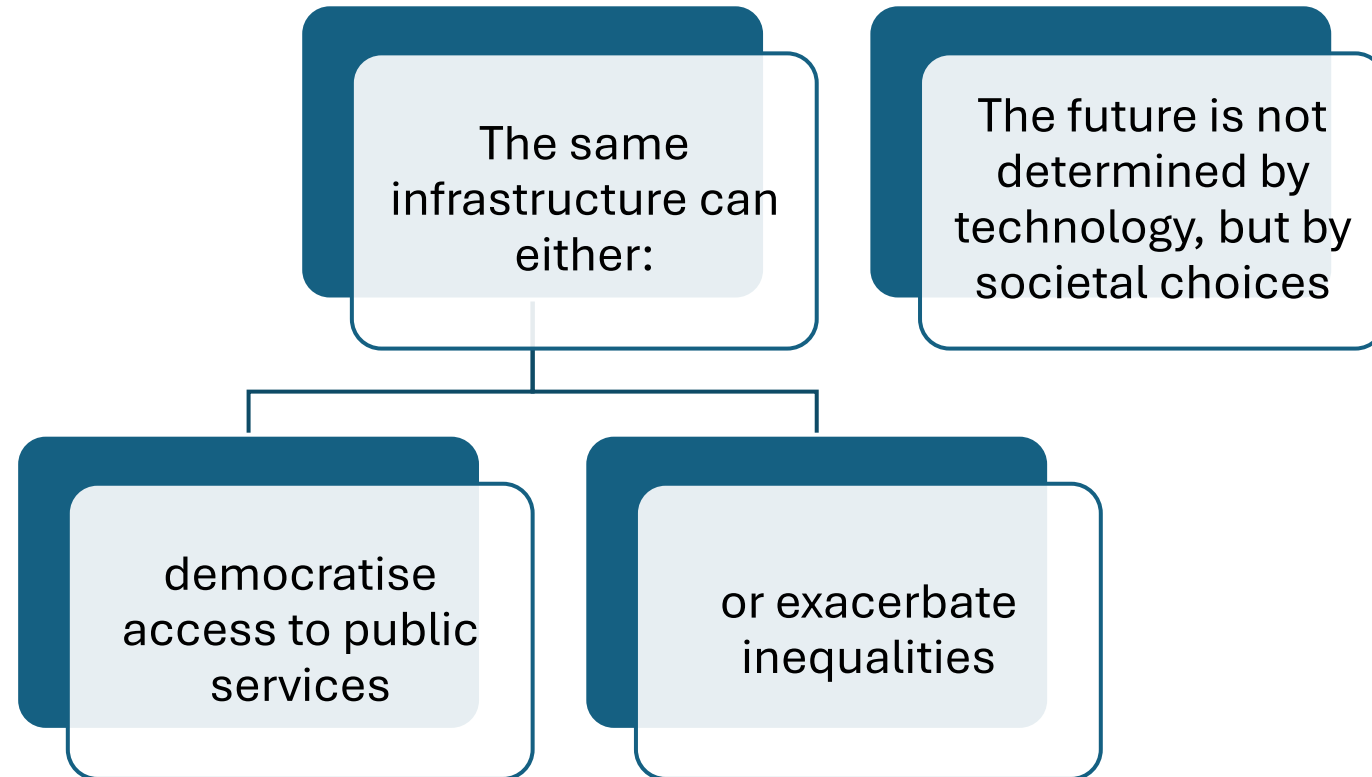 The same
infrastructure can
either:
The future is not
determined by
technology, but by
societal choices
democratise
access to public
services
or exacerbate
inequalities